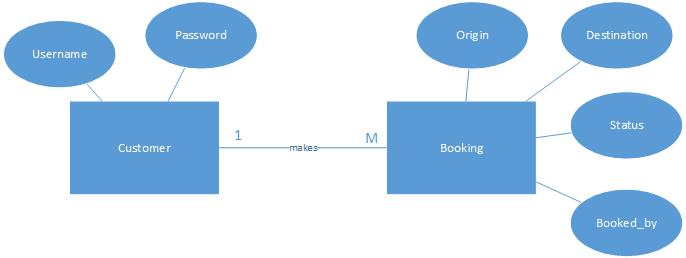 Username
Password
Origin
Destination
Customer
1
makes
M
Booking
Status
Booked_by